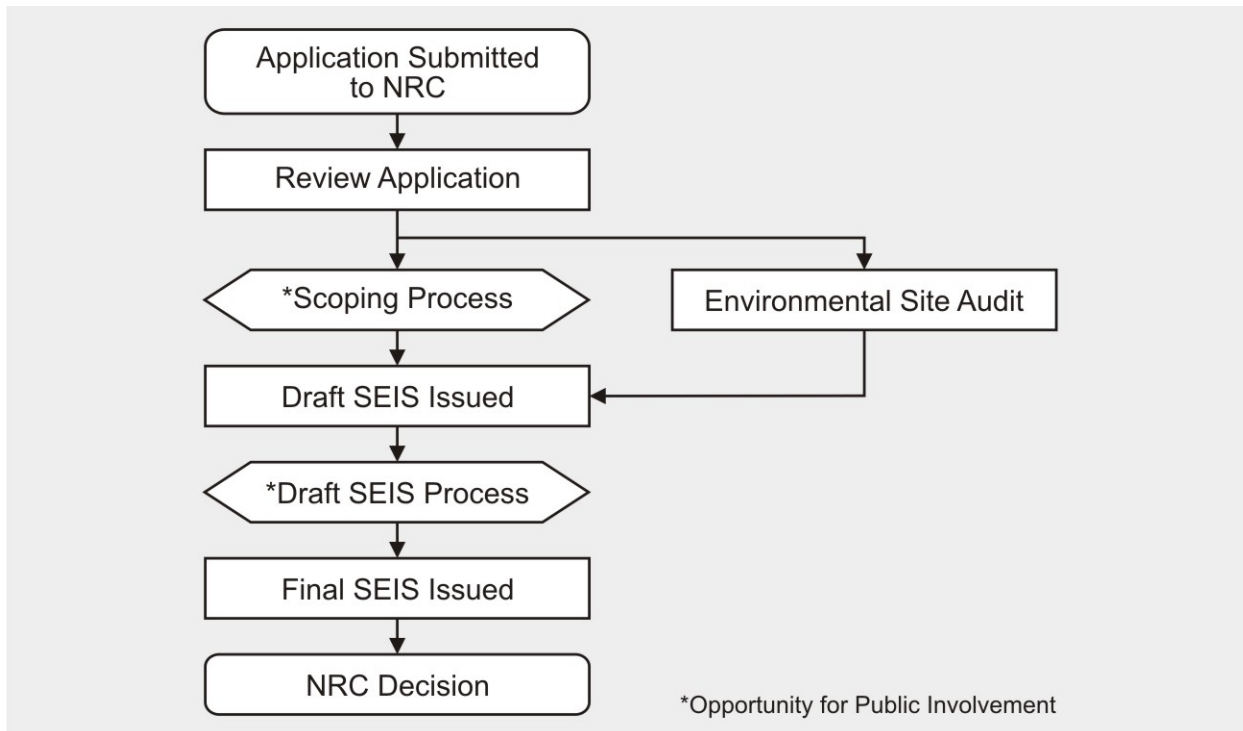 Application Submitted
to NRC
Review Application
*Scoping Process
Environmental Site Audit
Draft SEIS Issued
*Draft SEIS Process
Final SEIS Issued
NRC Decision
*Opportunity for Public Involvement